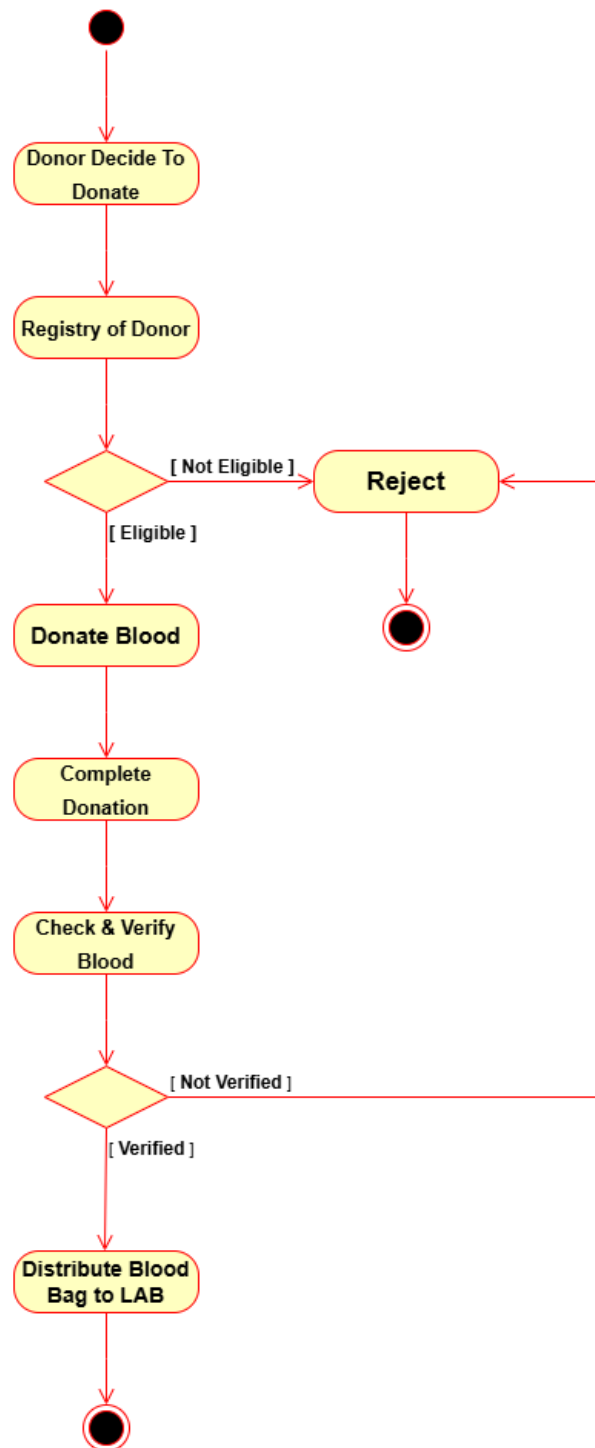 Donor Decide To
Donate
Registry of Donor
[ Not Eligible ]
Reject
[ Eligible ]
Donate Blood
Complete
Donation
Check & Verify
Blood
[ Not Verified ]
[ Verified ]
Distribute Blood
Bag to LAB